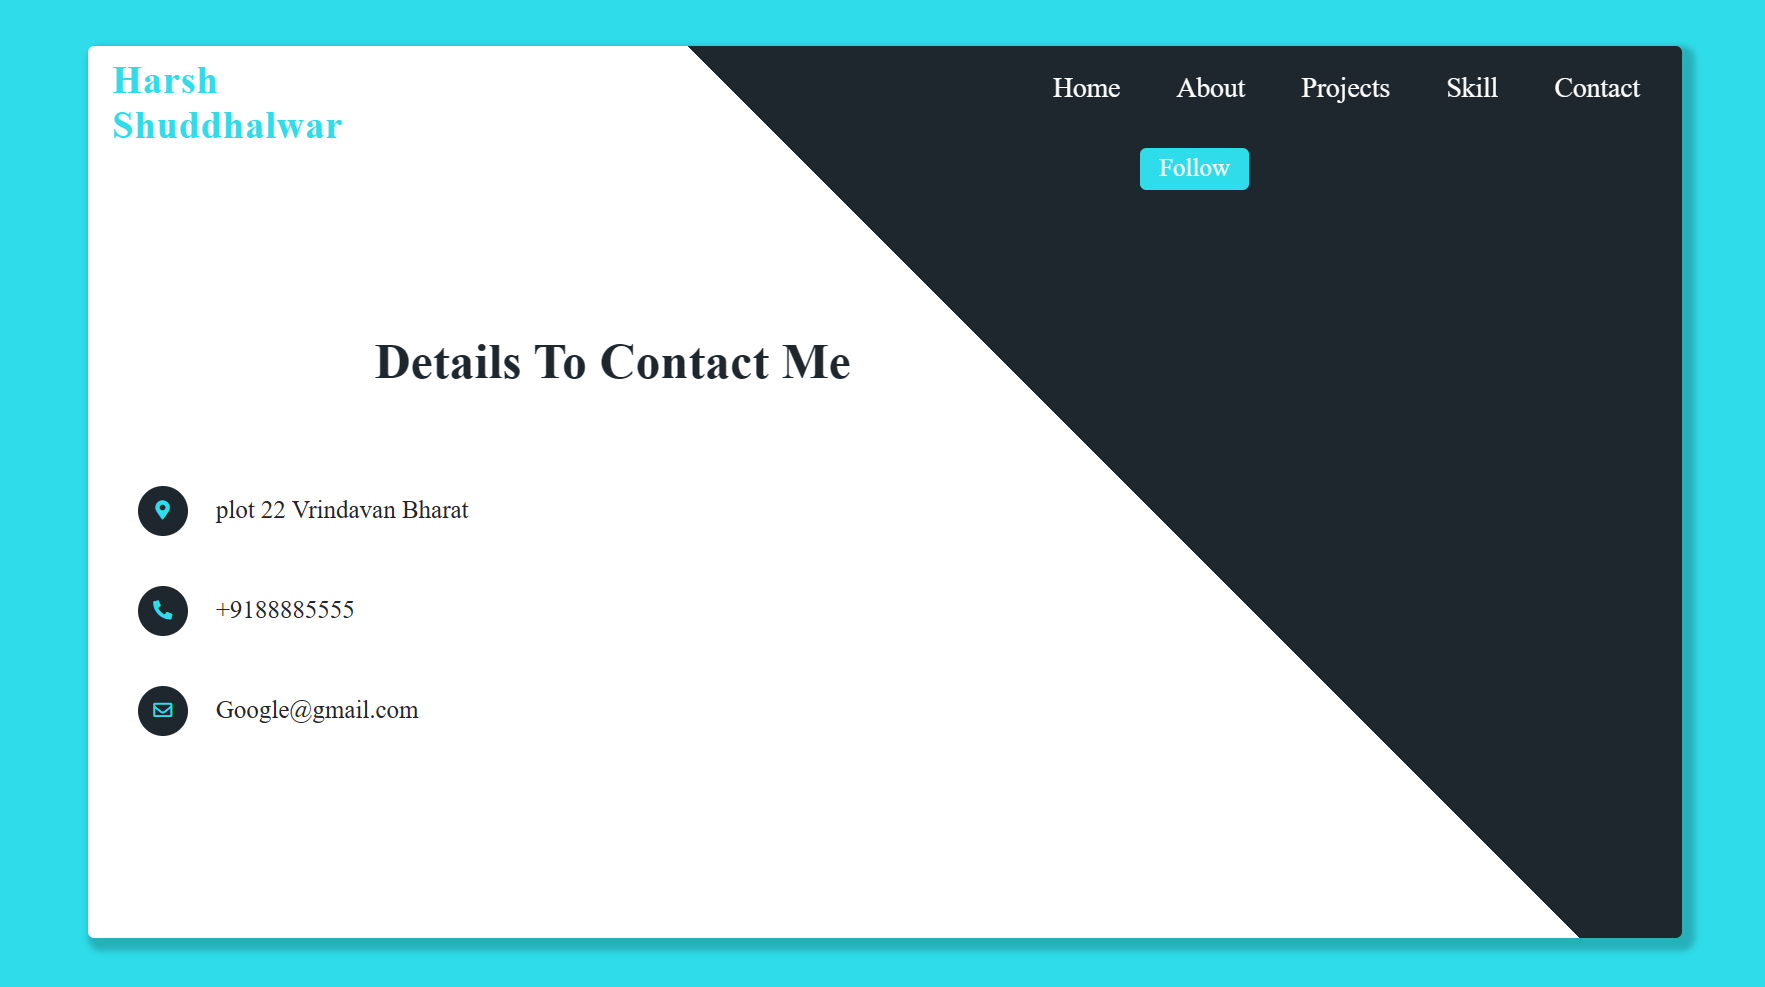 Harsh
Shuddhalwar
Home About Projects Skill Contact
Follow
Details To Contact Me
plot 22 Vrindavan Bharat
+9188885555
Google@gmail.com